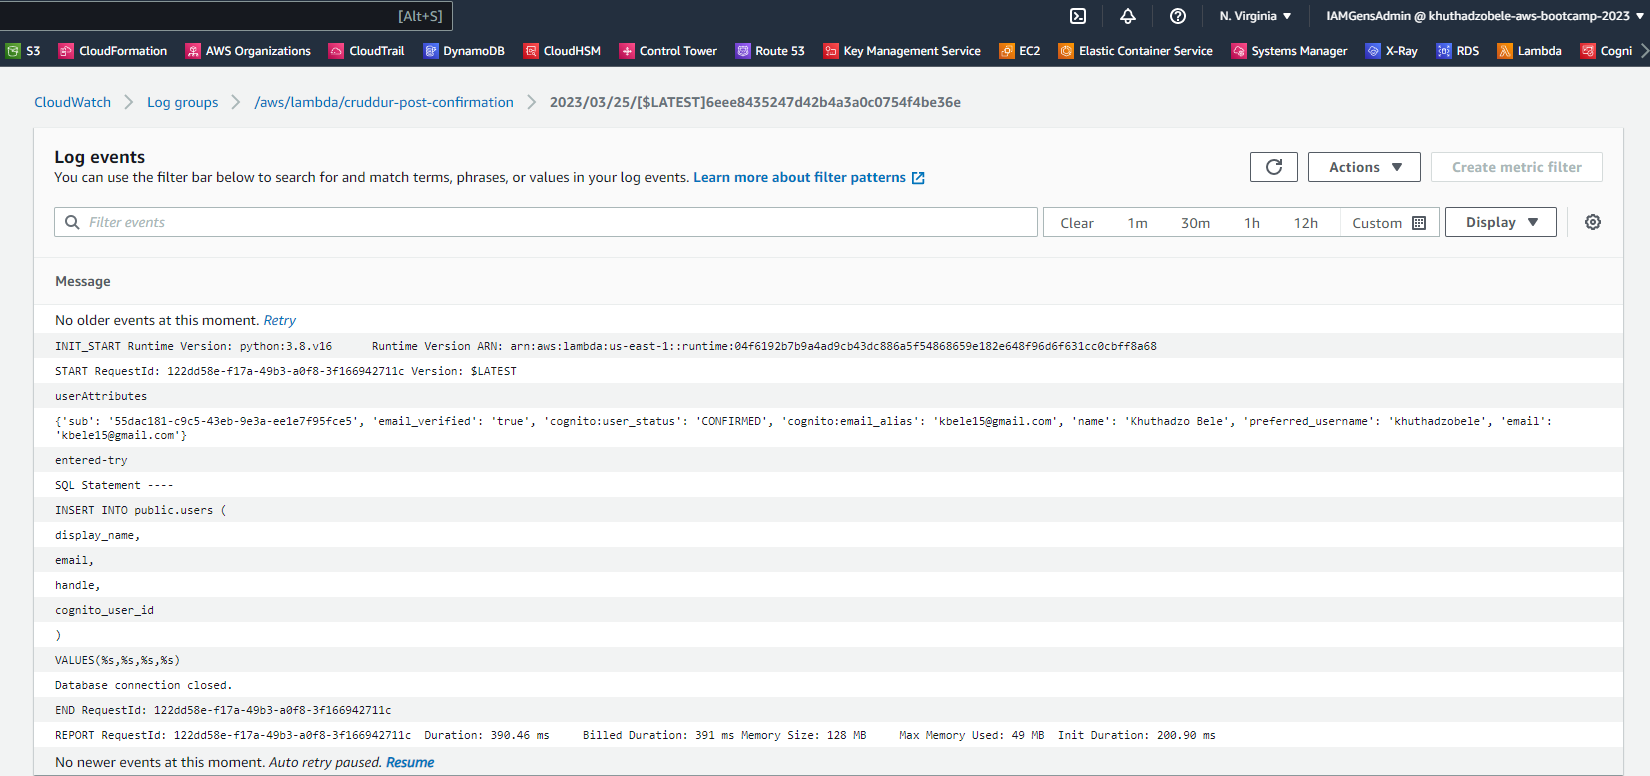 [Alt+S] N. Virginia ▼ IAMGensAdmin @ khuthadzobele-aws-bootcamp-2023 ▼
S3 CloudFormation AWS Organizations CloudTrail DynamoDB CloudHSM Control Tower Route 53 Key Management Service EC2 Elastic Container Service Systems Manager X-Ray RDS Lambda Cogni
CloudWatch > Log groups > /aws/lambda/cruddur-post-confirmation > 2023/03/25/[$LATEST]6eee8435247d42b4a3a0c0754f4be36e
Log events
You can use the filter bar below to search for and match terms, phrases, or values in your log events. Learn more about filter patterns
Actions ▼ Create metric filter
Filter events Clear 1m 30m 1h 12h Custom Display ▼
Message
No older events at this moment. Retry
INIT_START Runtime Version: python:3.8.v16 Runtime Version ARN: arn:aws:lambda:us-east-1::runtime:04f6192b7b9a4ad9cb43dc886a5f54868659e182e648f96d6f631cc0cbff8a68
START RequestId: 122dd58e-f17a-49b3-a0f8-3f166942711c Version: $LATEST
userAttributes
{'sub': '55dac181-c9c5-43eb-9e3a-ee1e7f95fce5', 'email_verified': 'true', 'cognito:user_status': 'CONFIRMED', 'cognito:email_alias': 'kbele15@gmail.com', 'name': 'Khuthadzo Bele', 'preferred_username': 'khuthadzobele', 'email':
'kbele15@gmail.com'}
entered-try
SQL Statement ----
INSERT INTO public.users (
display_name,
email,
handle,
cognito_user_id
)
VALUES(%s,%s,%s,%s)
Database connection closed.
END RequestId: 122dd58e-f17a-49b3-a0f8-3f166942711c
REPORT RequestId: 122dd58e-f17a-49b3-a0f8-3f166942711c Duration: 390.46 ms Billed Duration: 391 ms Memory Size: 128 MB Max Memory Used: 49 MB Init Duration: 200.90 ms
No newer events at this moment. Auto retry paused. Resume